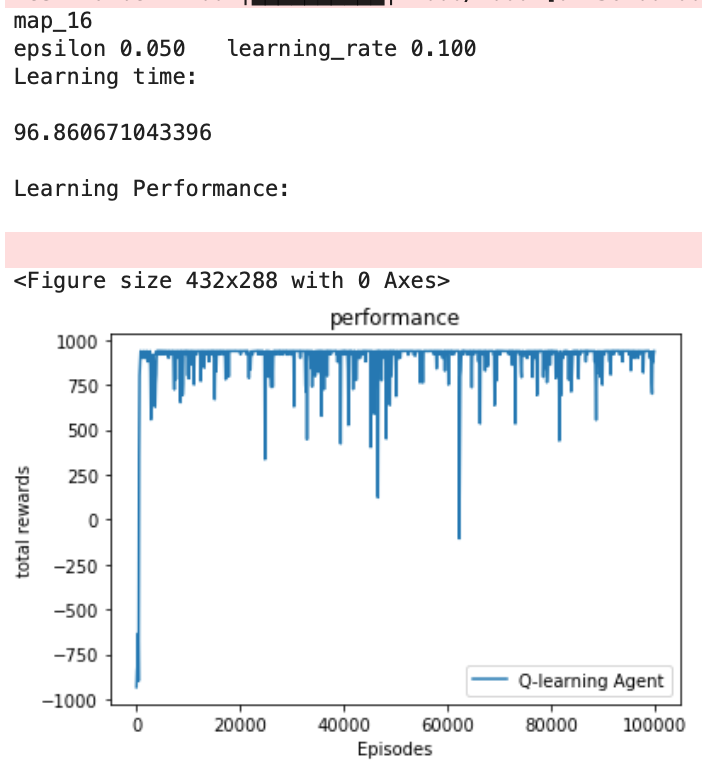 map_16
epsilon 0.050   learning_rate 0.100
Learning time:
96.860671043396
Learning Performance:
<Figure size 432x288 with 0 Axes>
performance
1000
750
500
250
0
−250
−500
−750
−1000
total rewards
Q-learning Agent
0 20000 40000 60000 80000 100000
Episodes